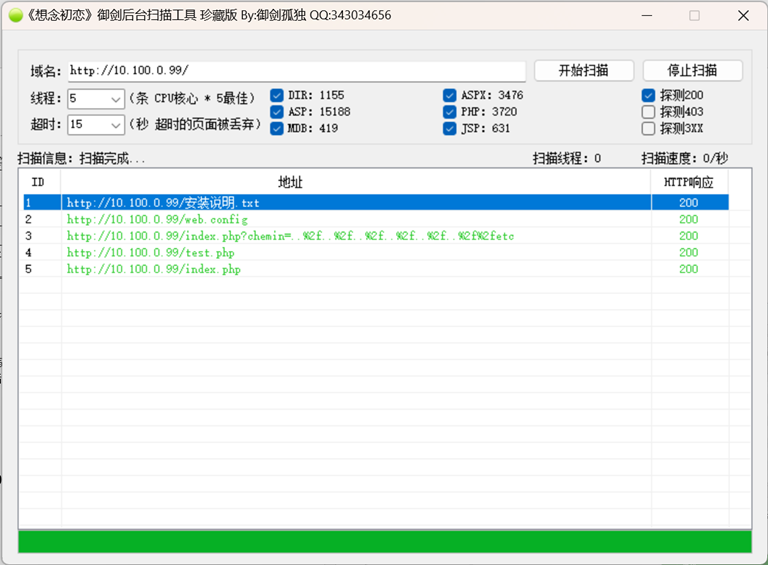 《想念初恋》御剑后台扫描工具 珍藏版 By:御剑孤独 QQ:343034656
域名: http://10.100.0.99/ 开始扫描 停止扫描
线程: 5 (条 CPU核心 * 5最佳) DIR: 1155 ASPX: 3476 探测200
ASP: 15188 PHP: 3720 探测403
超时: 15 (秒 超时的页面被丢弃) MDB: 419 JSP: 631 探测3XX
扫描信息: 扫描完成... 扫描线程: 0 扫描速度: 0/秒
ID 地址 HTTP响应
1 http://10.100.0.99/安装说明.txt 200
2 http://10.100.0.99/web.config 200
3 http://10.100.0.99/index.php?chemin=..%2f..%2f..%2f..%2f..%2f..%2f%2fetc 200
4 http://10.100.0.99/test.php 200
5 http://10.100.0.99/index.php 200